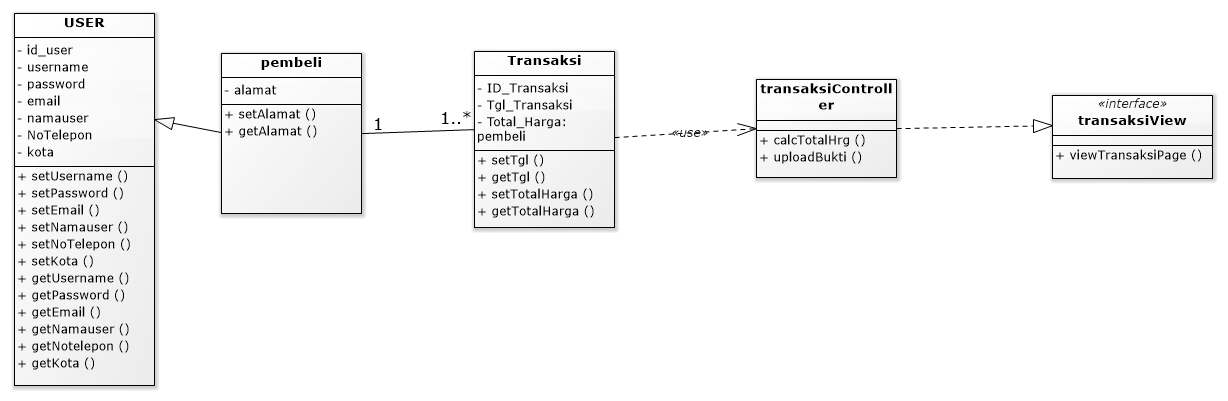 USER
- id_user
- username
- password
- email
- namauser
- NoTelepon
- kota
+ setUsername ()
+ setPassword ()
+ setEmail ()
+ setNamauser ()
+ setNoTelepon ()
+ setKota ()
+ getUsername ()
+ getPassword ()
+ getEmail ()
+ getNamauser ()
+ getNotelepon ()
+ getKota ()
pembeli
- alamat
+ setAlamat ()
+ getAlamat ()
1
1..*
Transaksi
- ID_Transaksi
- Tgl_Transaksi
- Total_Harga:
pembeli
+ setTgl ()
+ getTgl ()
+ setTotalHarga ()
+ getTotalHarga ()
«use»
transaksiControll
er
+ calcTotalHrg ()
+ uploadBukti ()
«interface»
transaksiView
+ viewTransaksiPage ()